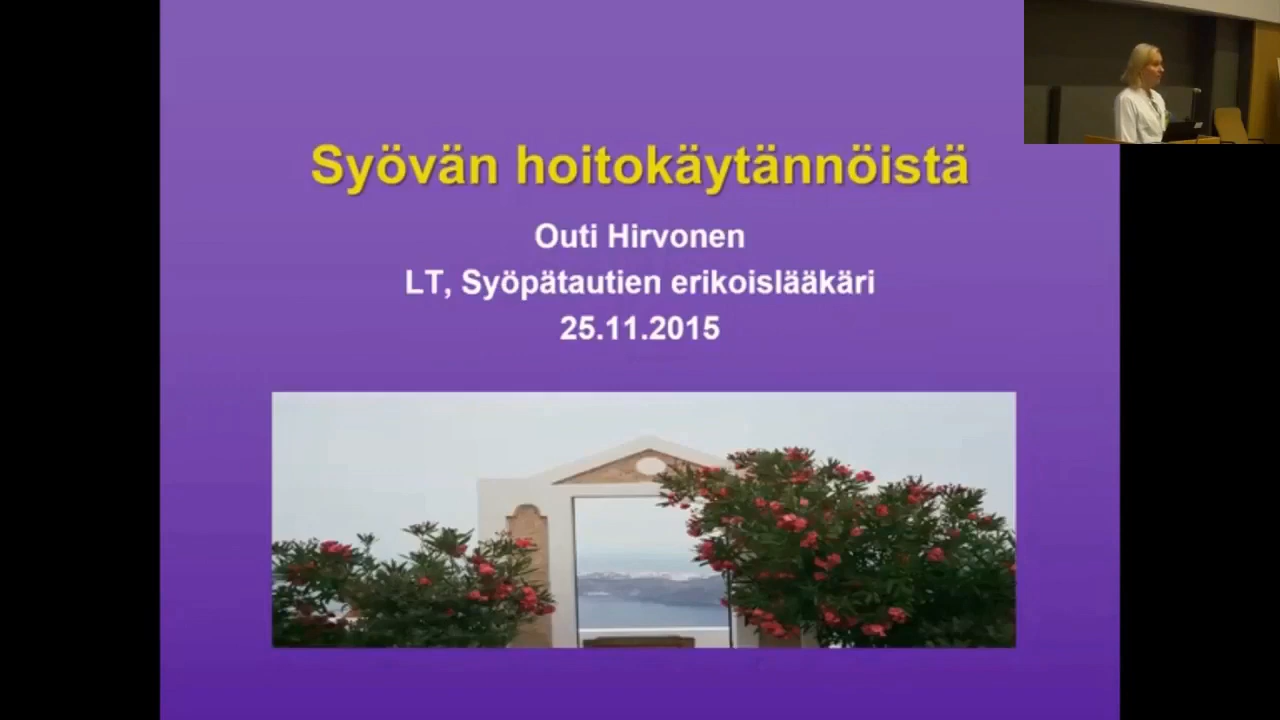 Syövän hoitokäytännöistä
Outi Hirvonen
LT, Syöpätautien erikoislääkäri
25.11.2015